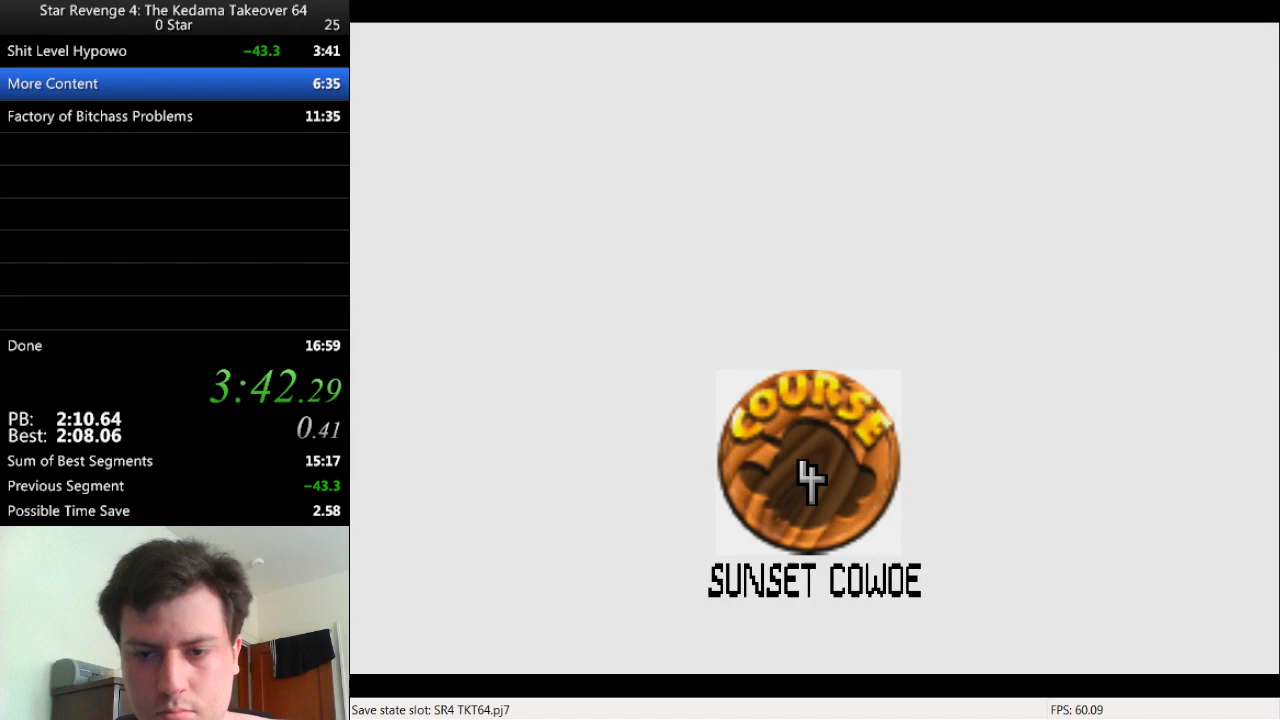 Star Revenge 4: The Kedama Takeover 64
0 Star 25
Shit Level Hypowo -43.3 3:41
More Content 6:35
Factory of Bitchass Problems 11:35
Done 16:59
3:42.29
PB: 2:10.64
Best: 2:08.06
0.41
Sum of Best Segments 15:17
Previous Segment -43.3
Possible Time Save 2.58
COURSE
4
SUNSET COWOE
Save state slot: SR4 TKT64.pj7 FPS: 60.09